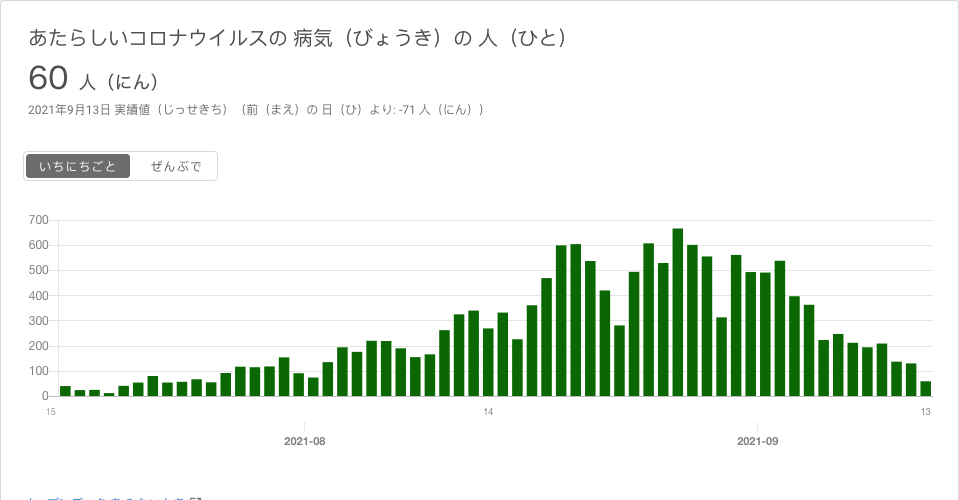 あたらしいコロナウイルスの 病気（びょうき）の 人（ひと）
60 人（にん）
2021年9月13日 実績値（じっせきち）（前（まえ）の 日（ひ）より: -71 人（にん））
いちにちごと ぜんぶで
700
600
500
400
300
200
100
0
15 14 13
2021-08 2021-09